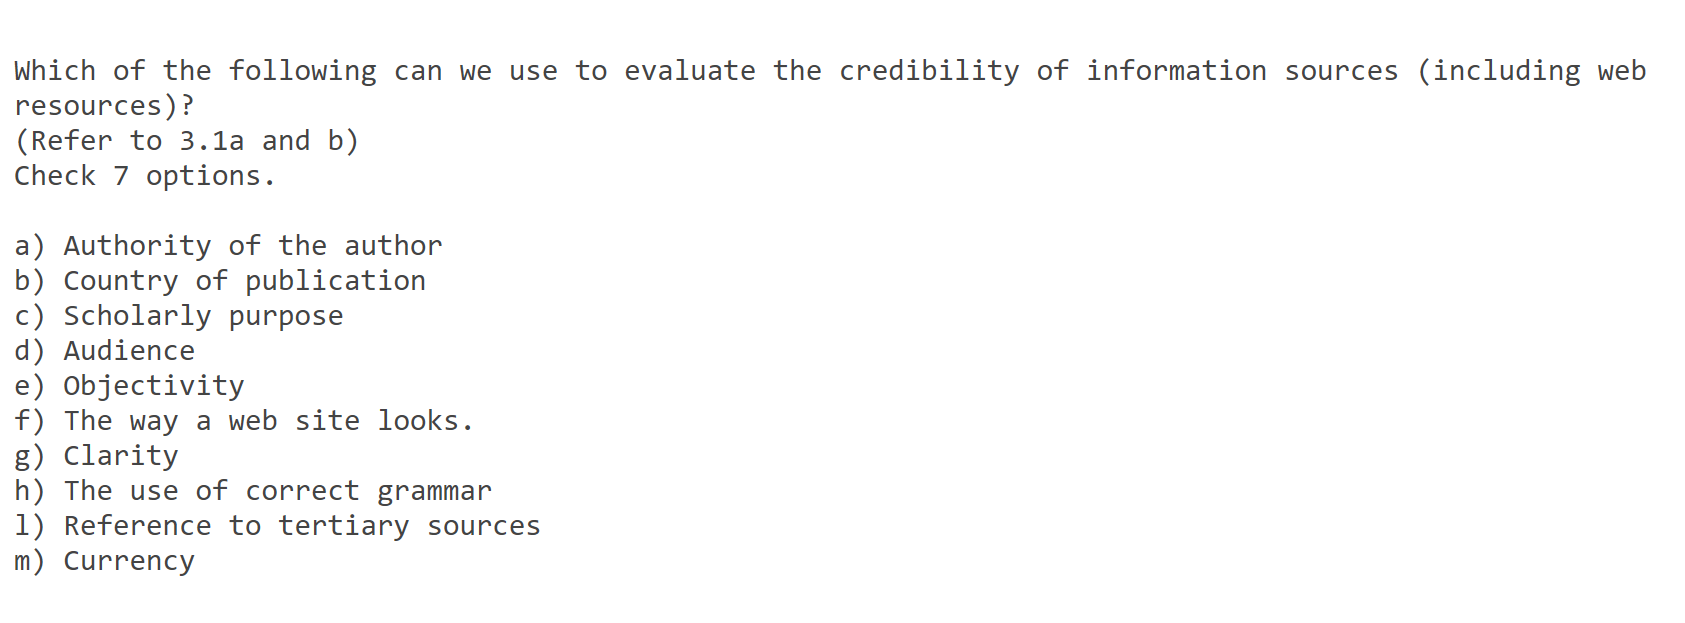 Which of the following can we use to evaluate the credibility of information sources (including web
resources)?
(Refer to 3.1a and b)
Check 7 options.
a) Authority of the author
b) Country of publication
c) Scholarly purpose
d) Audience
e) Objectivity
f) The way a web site looks.
g) Clarity
h) The use of correct grammar
l) Reference to tertiary sources
m) Currency